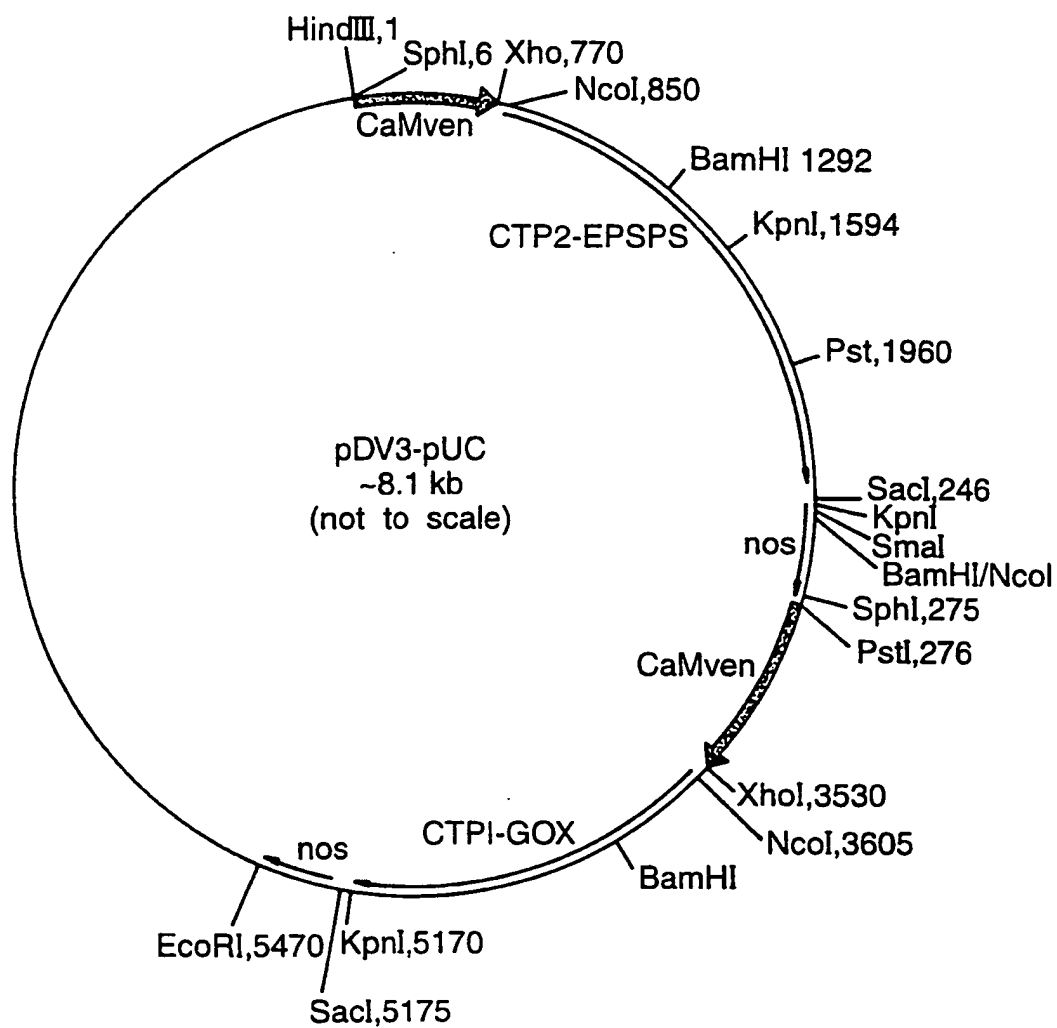 HindIII,1
SphI,6
Xho,770
NcoI,850
CaMven
BamHI 1292
KpnI,1594
CTP2-EPSPS
Pst,1960
pDV3-pUC
~8.1 kb
(not to scale)
SacI,246
KpnI
SmaI
BamHI/NcoI
nos
SphI,275
PstI,276
CaMven
XhoI,3530
NcoI,3605
CTPI-GOX
BamHI
nos
EcoRI,5470
KpnI,5170
SacI,5175